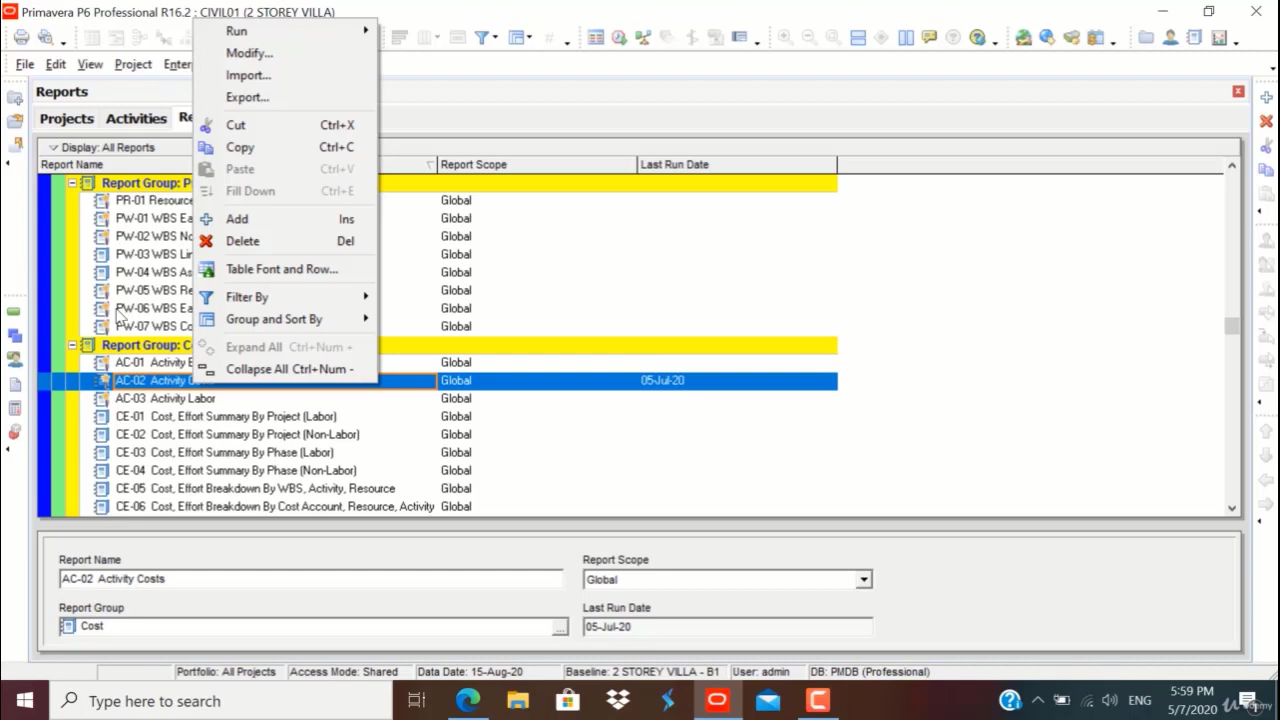 Primavera P6 Professional R16.2 : CIVIL01 (2 STOREY VILLA)
File Edit View Project Enter
Reports
Projects Activities Re
Display: All Reports
Report Name Report Scope Last Run Date
Report Group: P
PR-01 Resource Global
PW-01 WBS Ea Global
PW-02 WBS No Global
PW-03 WBS Lin Global
PW-04 WBS As Global
PW-05 WBS Re Global
PW-06 WBS Ea Global
PW-07 WBS Co Global
Report Group: C
AC-01 Activity E Global
AC-02 Activity Global 05-Jul-20
AC-03 Activity Labor Global
CE-01 Cost, Effort Summary By Project (Labor) Global
CE-02 Cost, Effort Summary By Project (Non-Labor) Global
CE-03 Cost, Effort Summary By Phase (Labor) Global
CE-04 Cost, Effort Summary By Phase (Non-Labor) Global
CE-05 Cost, Effort Breakdown By WBS, Activity, Resource Global
CE-06 Cost, Effort Breakdown By Cost Account, Resource, Activity Global
Run
Modify...
Import...
Export...
Cut Ctrl+X
Copy Ctrl+C
Paste Ctrl+V
Fill Down Ctrl+E
Add Ins
Delete Del
Table Font and Row...
Filter By
Group and Sort By
Expand All Ctrl+Num +
Collapse All Ctrl+Num -
Report Name Report Scope
AC-02 Activity Costs Global
Report Group Last Run Date
Cost ... 05-Jul-20
Portfolio: All Projects Access Mode: Shared Data Date: 15-Aug-20 Baseline: 2 STOREY VILLA - B1 User: admin DB: PMDB (Professional)
Type here to search
ENG
5:59 PM
5/7/2020